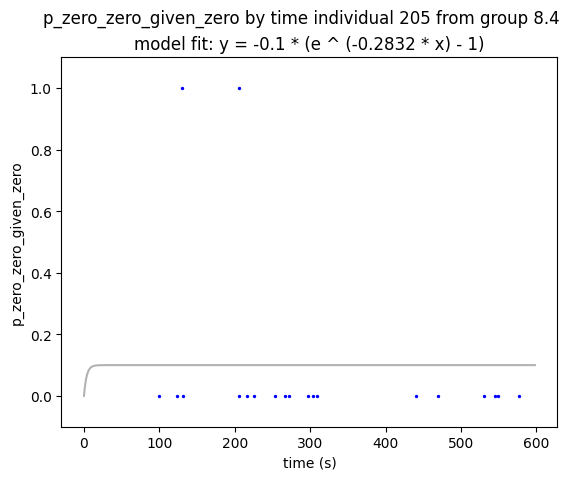 p_zero_zero_given_zero by time individual 205 from group 8.4
model fit: y = -0.1 * (e ^ (-0.2832 * x) - 1)
1.0
0.8
0.6
0.4
0.2
0.0
p_zero_zero_given_zero
0 100 200 300 400 500 600
time (s)